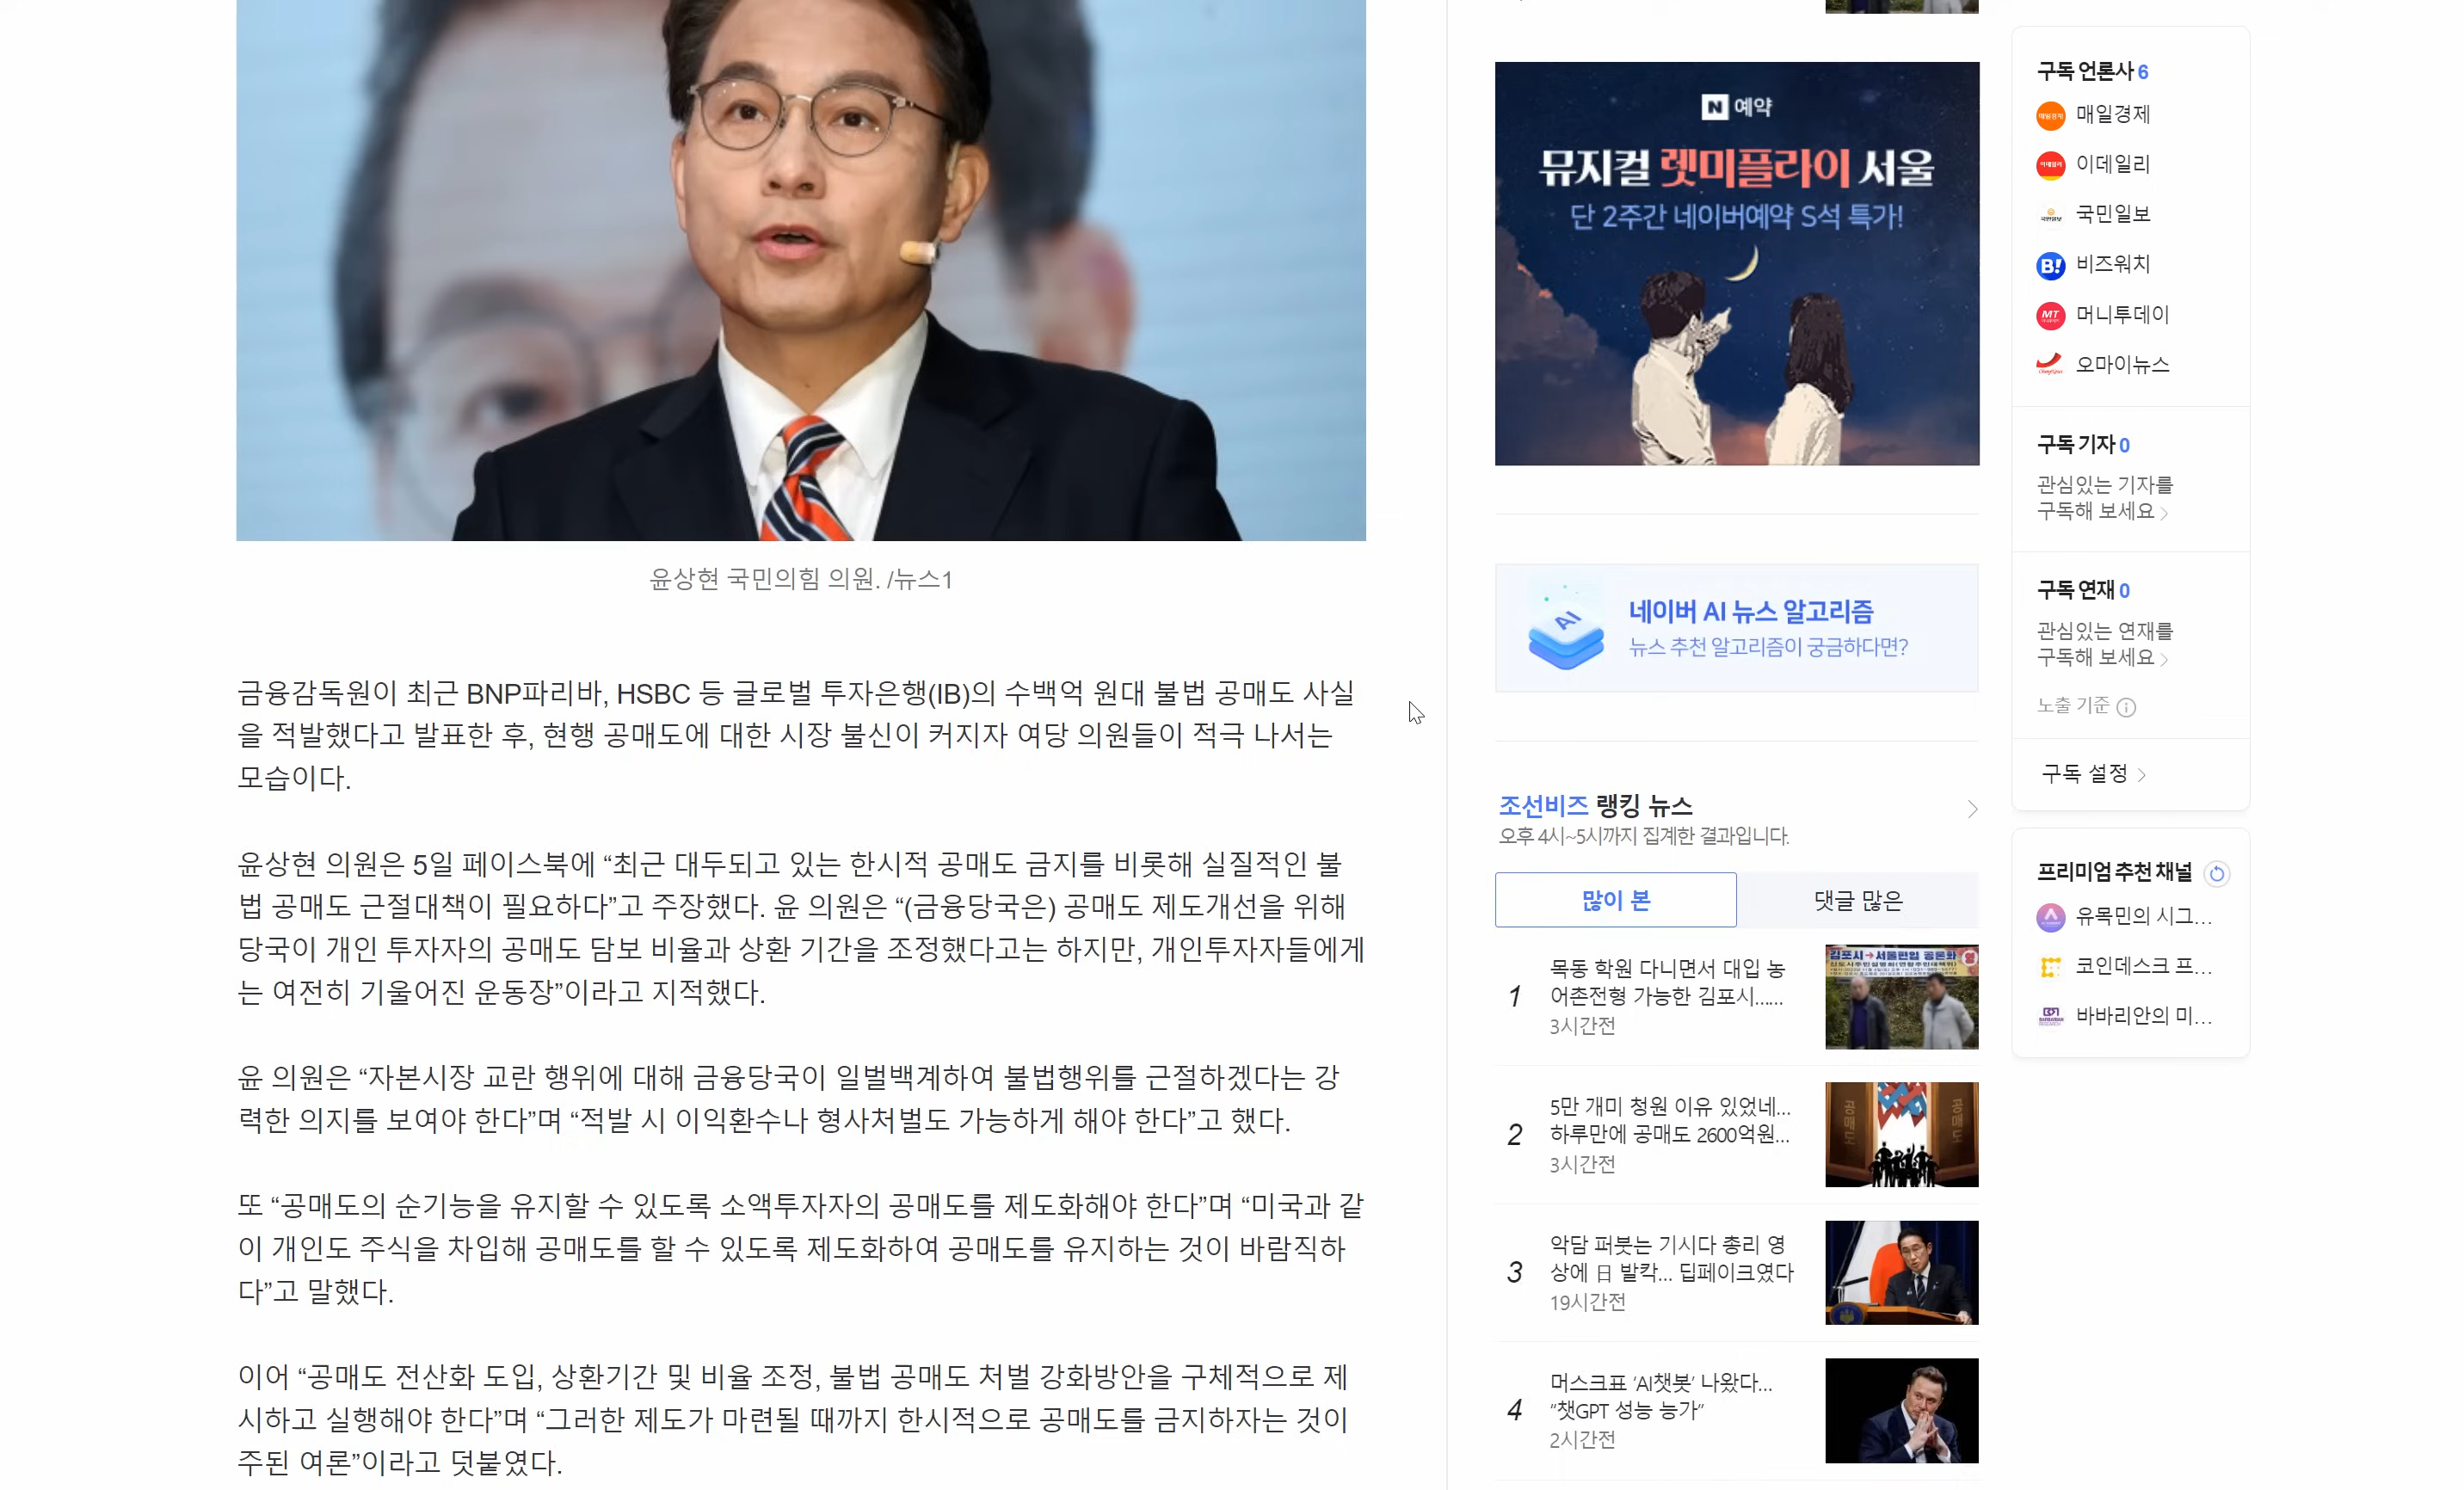 윤상현 국민의힘 의원. /뉴스1
금융감독원이 최근 BNP파리바, HSBC 등 글로벌 투자은행(IB)의 수백억 원대 불법 공매도 사실
을 적발했다고 발표한 후, 현행 공매도에 대한 시장 불신이 커지자 여당 의원들이 적극 나서는
모습이다.
윤상현 의원은 5일 페이스북에 “최근 대두되고 있는 한시적 공매도 금지를 비롯해 실질적인 불
법 공매도 근절대책이 필요하다”고 주장했다. 윤 의원은 “(금융당국은) 공매도 제도개선을 위해
당국이 개인 투자자의 공매도 담보 비율과 상환 기간을 조정했다고는 하지만, 개인투자자들에게
는 여전히 기울어진 운동장”이라고 지적했다.
윤 의원은 “자본시장 교란 행위에 대해 금융당국이 일벌백계하여 불법행위를 근절하겠다는 강
력한 의지를 보여야 한다”며 “적발 시 이익환수나 형사처벌도 가능하게 해야 한다”고 했다.
또 “공매도의 순기능을 유지할 수 있도록 소액투자자의 공매도를 제도화해야 한다”며 “미국과 같
이 개인도 주식을 차입해 공매도를 할 수 있도록 제도화하여 공매도를 유지하는 것이 바람직하
다”고 말했다.
이어 “공매도 전산화 도입, 상환기간 및 비율 조정, 불법 공매도 처벌 강화방안을 구체적으로 제
시하고 실행해야 한다”며 “그러한 제도가 마련될 때까지 한시적으로 공매도를 금지하자는 것이
주된 여론”이라고 덧붙였다.
N 예약
뮤지컬 렛미플라이 서울
단 2주간 네이버예약 S석 특가!
AI
네이버 AI 뉴스 알고리즘
뉴스 추천 알고리즘이 궁금하다면?
조선비즈 랭킹 뉴스
오후 4시~5시까지 집계한 결과입니다.
많이 본
댓글 많은
1
목동 학원 다니면서 대입 농
어촌전형 가능한 김포시……
3시간전
김포시→서울편입 공론화
2
5만 개미 청원 이유 있었네…
하루만에 공매도 2600억원…
3시간전
공매도
공매도
3
악담 퍼붓는 기시다 총리 영
상에 日 발칵… 딥페이크였다
19시간전
4
머스크표 ‘AI챗봇’ 나왔다…
“챗GPT 성능 능가”
2시간전
구독 언론사 6
매일경제
이데일리
국민일보
B! 비즈워치
MT 머니투데이
오마이뉴스
구독 기자 0
관심있는 기자를
구독해 보세요
구독 연재 0
관심있는 연재를
구독해 보세요
노출 기준
구독 설정
프리미엄 추천 채널
유목민의 시그…
코인데스크 프…
바바리안의 미…